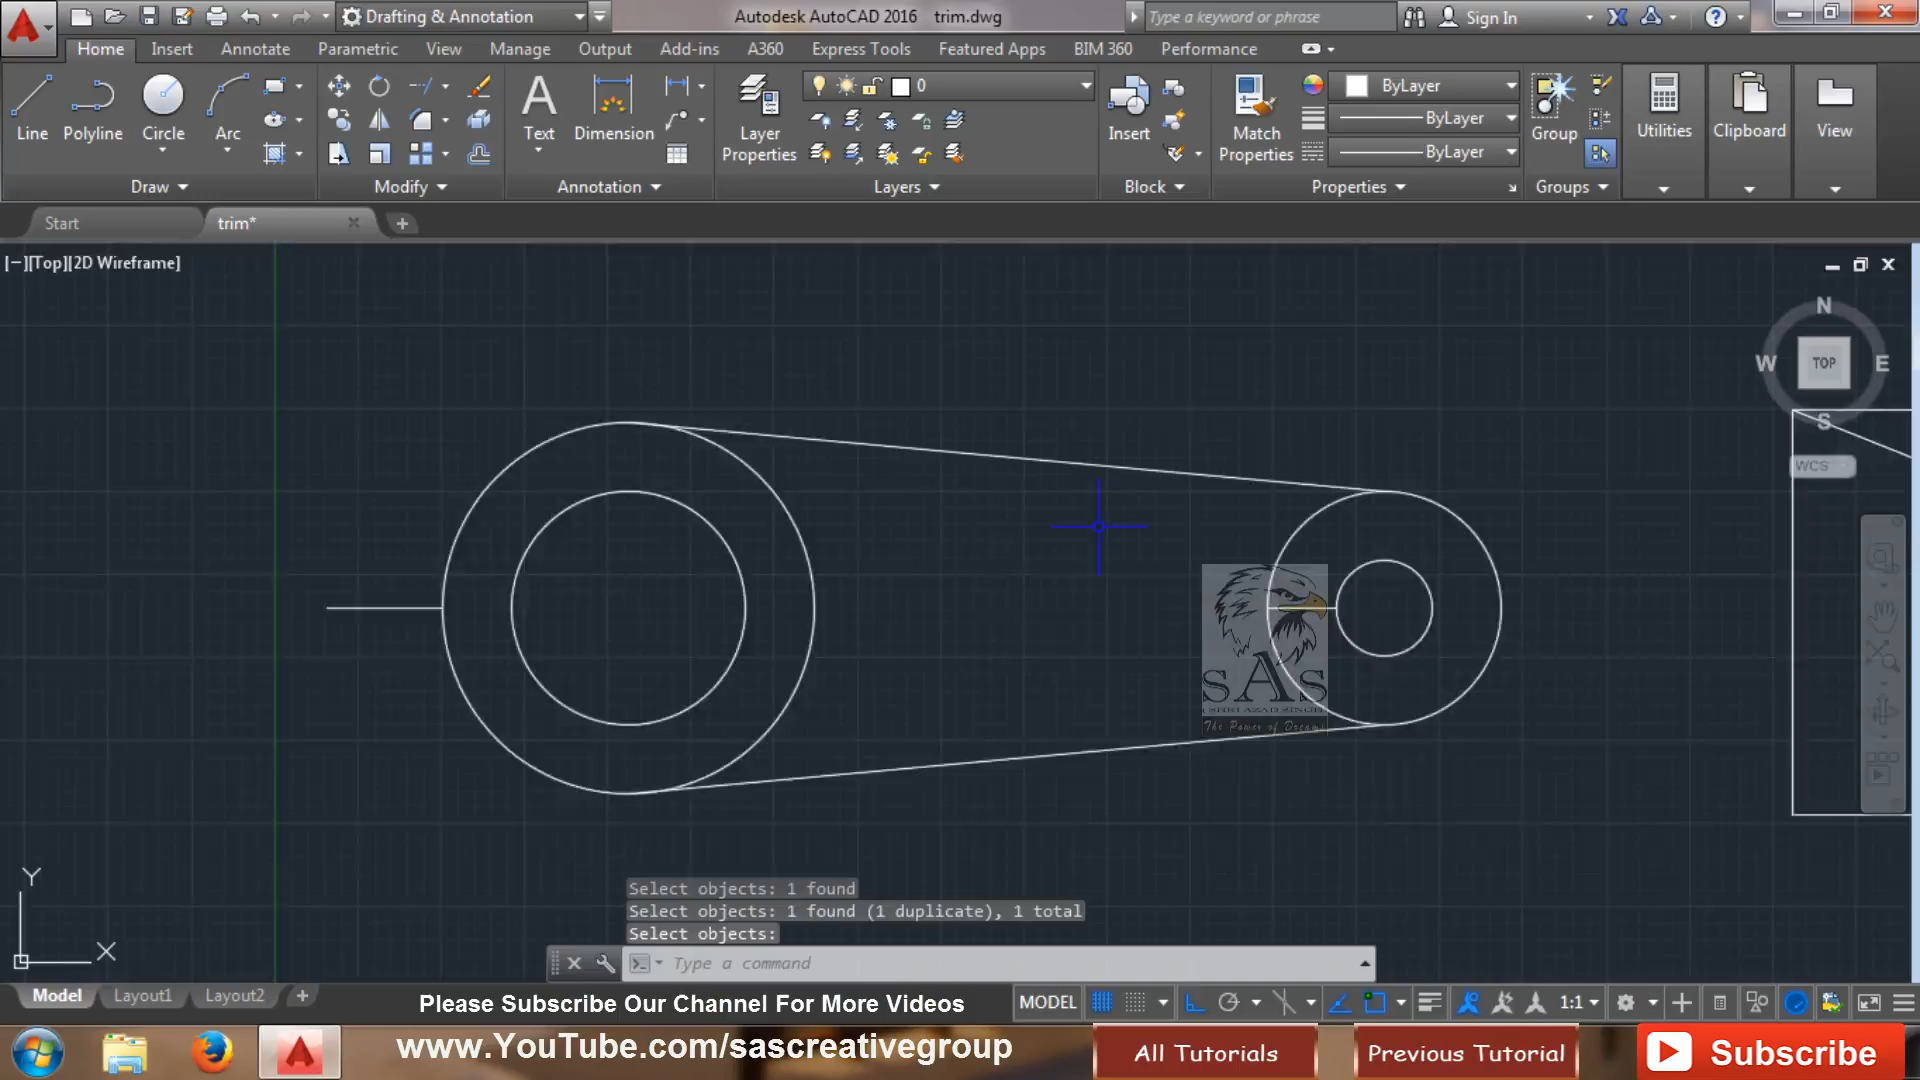 Drafting & Annotation
Autodesk AutoCAD 2016 trim.dwg
Type a keyword or phrase
Sign In
Home Insert Annotate Parametric View Manage Output Add-ins A360 Express Tools Featured Apps BIM 360 Performance
0
ByLayer
ByLayer
ByLayer
Line Polyline Circle Arc
Text Dimension
Layer Properties
Insert
Match Properties
Group
Utilities
Clipboard
View
Draw Modify Annotation Layers Block Properties Groups
Start
trim*
[−][Top][2D Wireframe]
N
W TOP E
S
WCS
SAS
The Power of Dreams
Y
X
Select objects: 1 found
Select objects: 1 found (1 duplicate), 1 total
Select objects:
Type a command
Model Layout1 Layout2
Please Subscribe Our Channel For More Videos
MODEL
1:1
www.YouTube.com/sascreativegroup
All Tutorials
Previous Tutorial
Subscribe